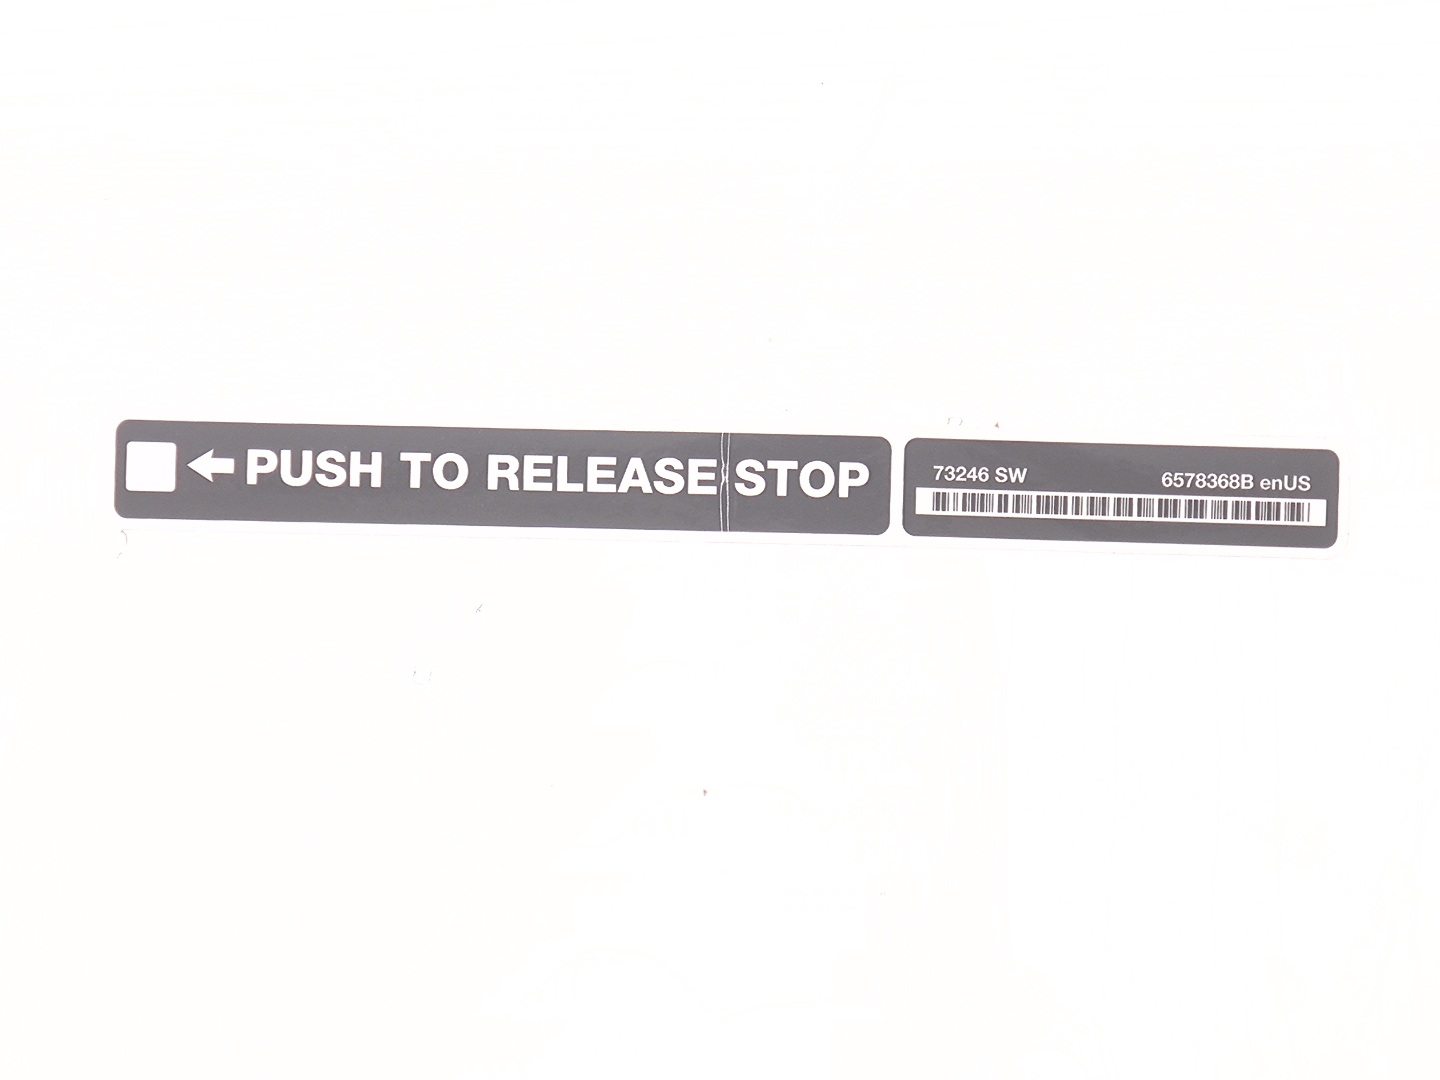 PUSH TO RELEASE STOP
73246 SW
6578368B enUS